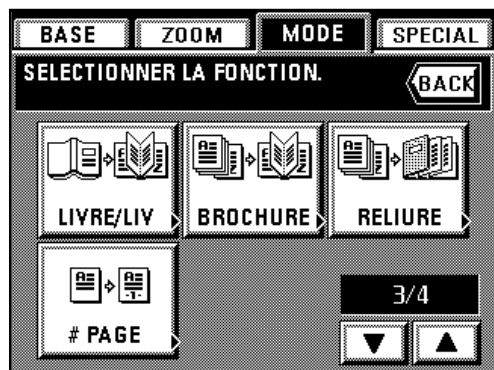 BASE ZOOM MODE SPECIAL
SELECTIONNER LA FONCTION.
BACK
LIVRE/LIV BROCHURE RELIURE
3/4
# PAGE